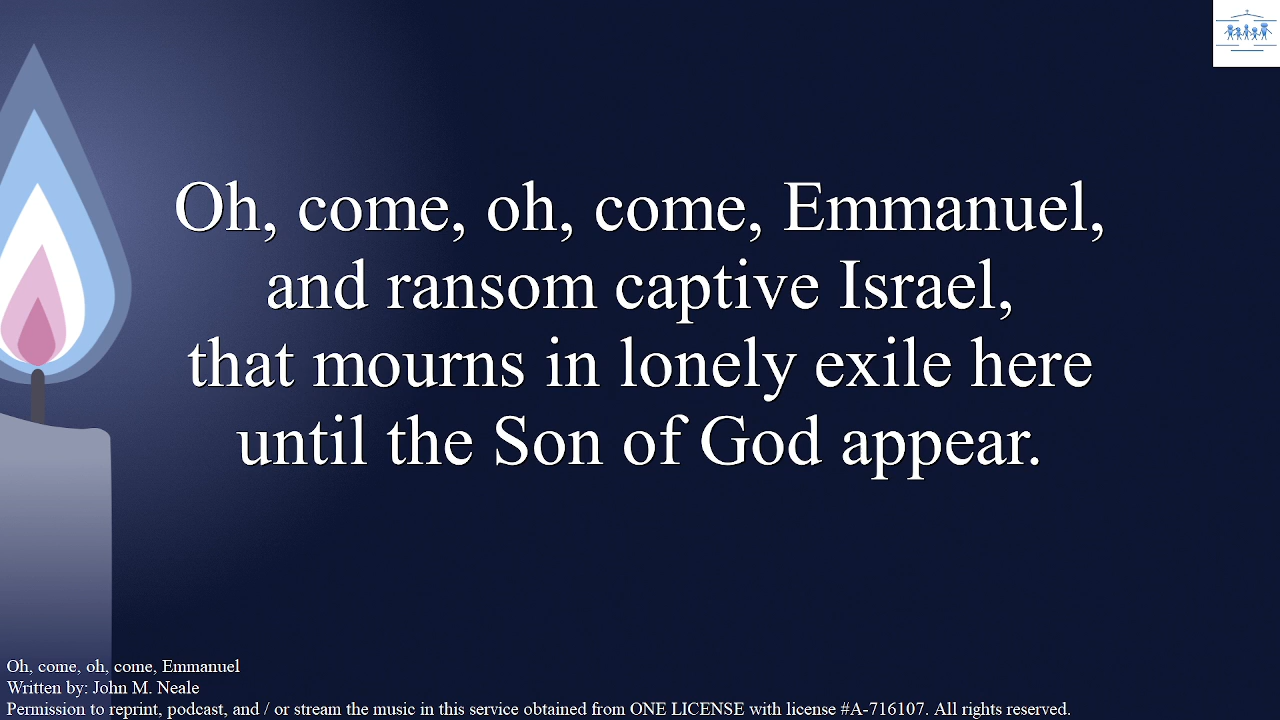 Oh, come, oh, come, Emmanuel,
and ransom captive Israel,
that mourns in lonely exile here
until the Son of God appear.
Oh, come, oh, come, Emmanuel
Written by: John M. Neale
Permission to reprint, podcast, and / or stream the music in this service obtained from ONE LICENSE with license #A-716107. All rights reserved.